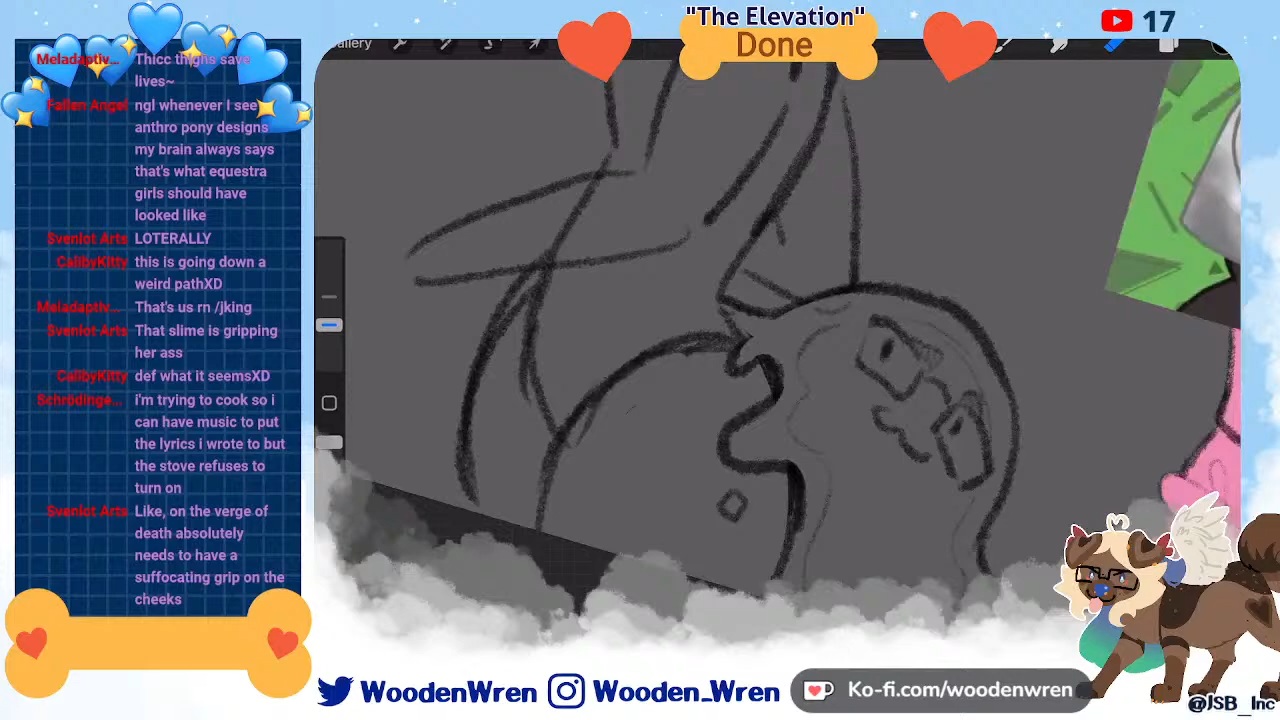 "The Elevation"
Done
17
allery
Meladaptiv... Thicc thighs save
lives~
Fallen Angel ngl whenever I see
anthro pony designs
my brain always says
that's what equestra
girls should have
looked like
Sveniot Arts LOTERALLY
CalibyKitty this is going down a
weird pathXD
Meladaptiv... That's us rn /jking
Sveniot Arts That slime is gripping
her ass
CalibyKitty def what it seemsXD
Schrödinge... i'm trying to cook so i
can have music to put
the lyrics i wrote to but
the stove refuses to
turn on
Sveniot Arts Like, on the verge of
death absolutely
needs to have a
suffocating grip on the
cheeks
WoodenWren
Wooden_Wren
Ko-fi.com/woodenwren
@JSB_Inc